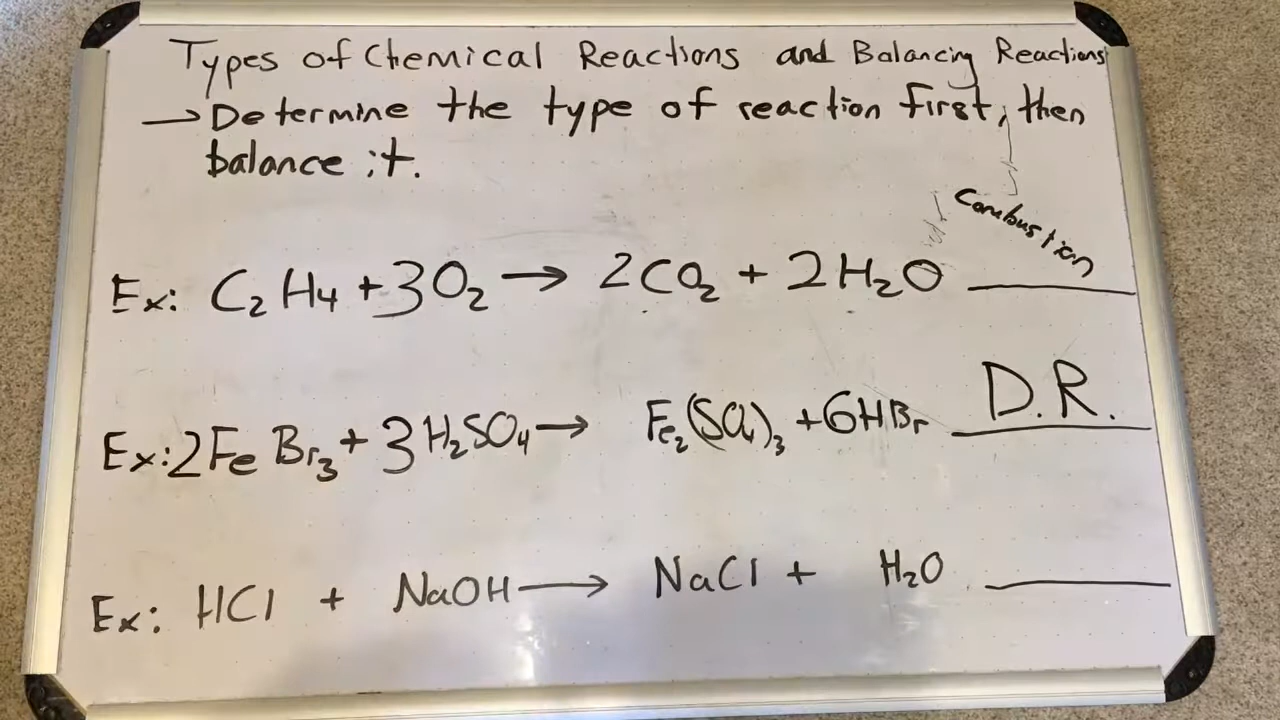 Types of Chemical Reactions and Balancing Reactions
→ Determine the type of reaction first, then
balance it.
Combustion
Ex: C₂H₄ + 3O₂ → 2CO₂ + 2H₂O
D.R.
Ex: 2FeBr₃ + 3H₂SO₄ → Fe₂(SO₄)₃ + 6HBr
Ex: HCl + NaOH → NaCl + H₂O